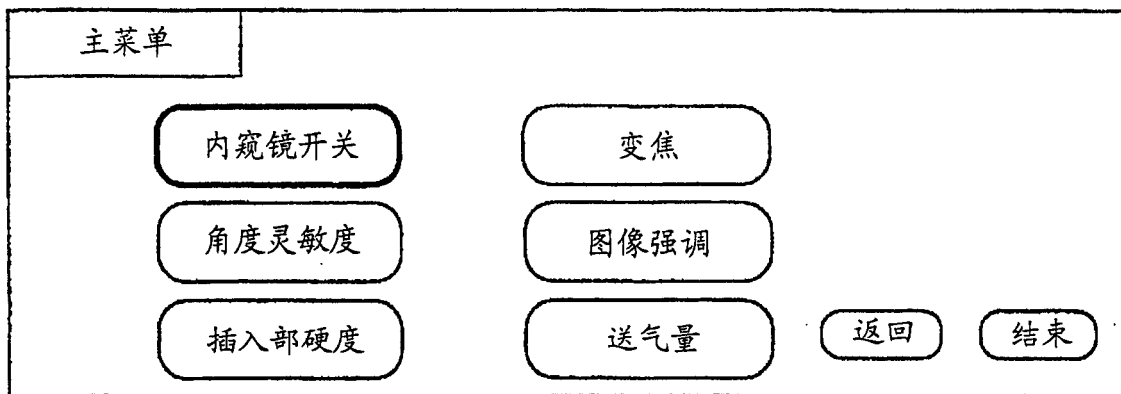 主菜单
内窥镜开关
变焦
角度灵敏度
图像强调
插入部硬度
送气量
返回
结束